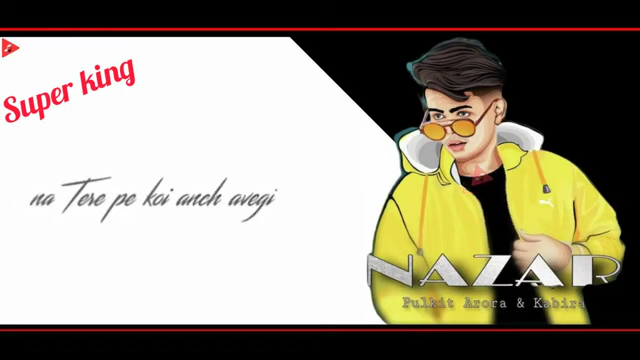 Super king
na Tere pe koi anch avegi
NAZAR
Pulkit Arora & Kabira